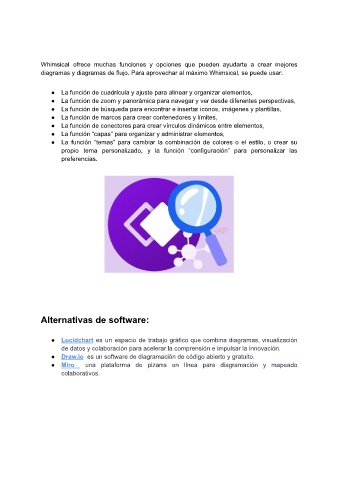 Whimsical ofrece muchas funciones y opciones que pueden ayudarte a crear mejores
diagramas y diagramas de flujo. Para aprovechar al máximo Whimsical, se puede usar:
● La función de cuadrícula y ajuste para alinear y organizar elementos,
● La función de zoom y panorámica para navegar y ver desde diferentes perspectivas,
● La función de búsqueda para encontrar e insertar iconos, imágenes y plantillas,
● La función de marcos para crear contenedores y límites,
● La función de conectores para crear vínculos dinámicos entre elementos,
● La función “capas” para organizar y administrar elementos,
● La función “temas” para cambiar la combinación de colores o el estilo, o crear su
propio tema personalizado, y la función “configuración” para personalizar las
preferencias.
Alternativas de software:
● Lucidchart es un espacio de trabajo gráfico que combina diagramas, visualización
de datos y colaboración para acelerar la comprensión e impulsar la innovación.
● Draw.io es un software de diagramación de código abierto y gratuito.
● Miro una plataforma de pizarra en línea para diagramación y mapeado
colaborativos.